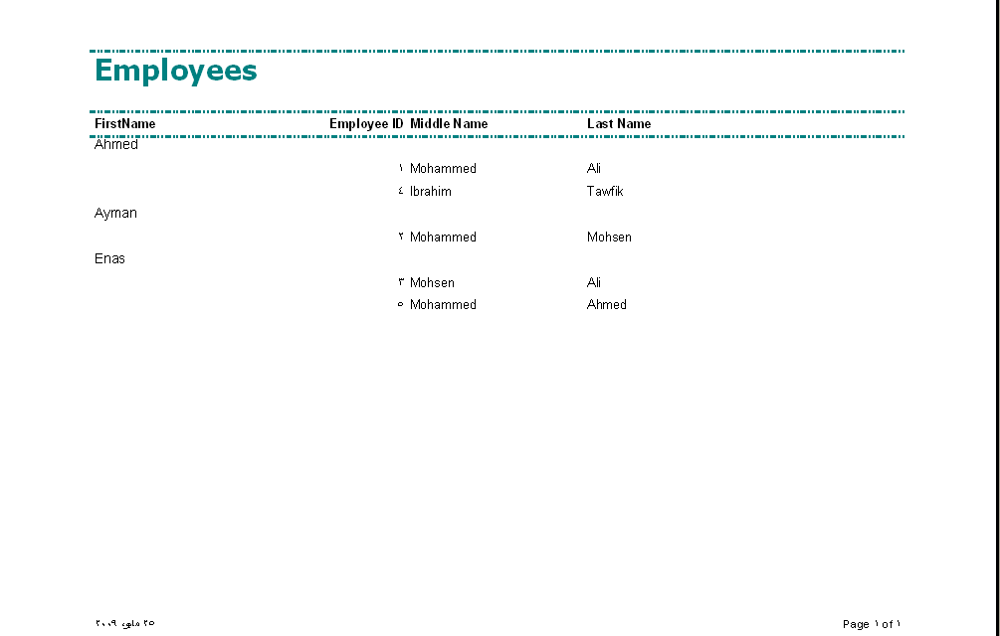 Employees
FirstName Employee ID Middle Name Last Name
Ahmed
١ Mohammed Ali
٤ Ibrahim Tawfik
Ayman
٢ Mohammed Mohsen
Enas
٣ Mohsen Ali
٥ Mohammed Ahmed
٢٥ مايو, ٢٠٠٩ Page ١ of ١